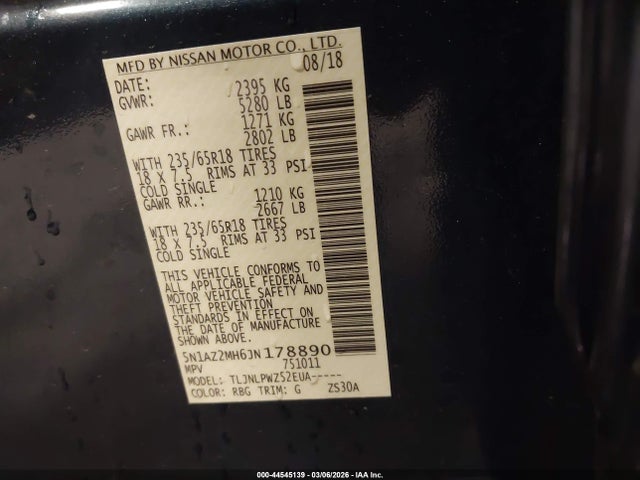 MFD BY NISSAN MOTOR CO., LTD.
DATE: 08/18
GVWR: 2395 KG
5280 LB
GAWR FR.: 1271 KG
2802 LB
WITH 235/65R18 TIRES
18 X 7.5 RIMS AT 33 PSI
COLD SINGLE
GAWR RR.: 1210 KG
2667 LB
WITH 235/65R18 TIRES
18 X 7.5 RIMS AT 33 PSI
COLD SINGLE
THIS VEHICLE CONFORMS TO
ALL APPLICABLE FEDERAL
MOTOR VEHICLE SAFETY AND
THEFT PREVENTION
STANDARDS IN EFFECT ON
THE DATE OF MANUFACTURE
SHOWN ABOVE.
5N1AZ2MH6JN178890
MPV 751011
MODEL: TLJNLPWZ52EUA-----
COLOR: RBG TRIM: G ZS30A
000-44545139 - 03/06/2026 - IAA Inc.